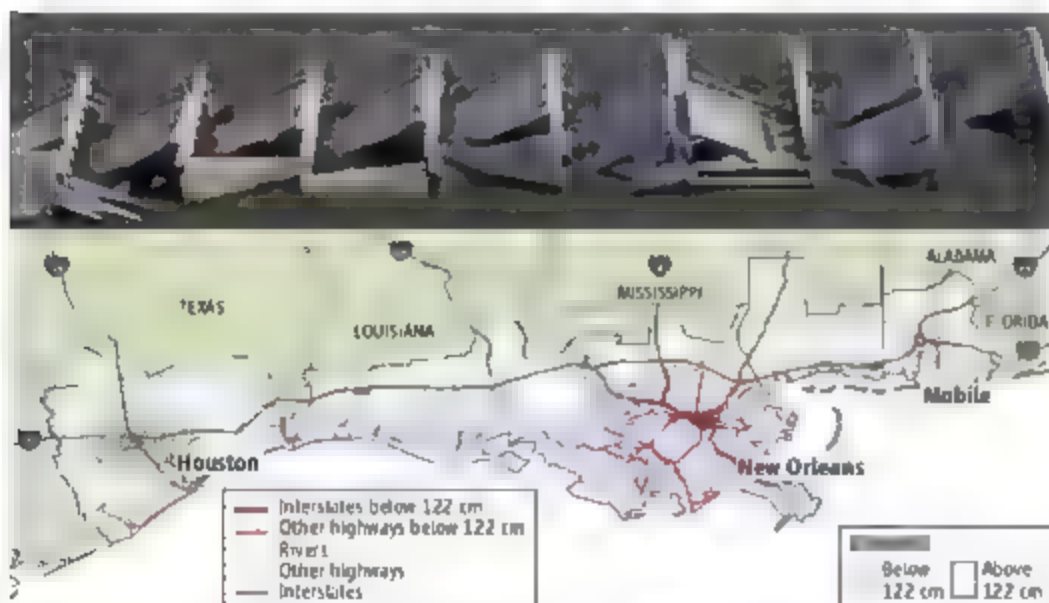 ALABAMA
TEXAS
MISSISSIPPI
LOUISIANA
FLORIDA
Mobile
Houston
New Orleans
Interstates below 122 cm
Other highways below 122 cm
Rivers
Other highways
Interstates
Below
122 cm
Above
122 cm